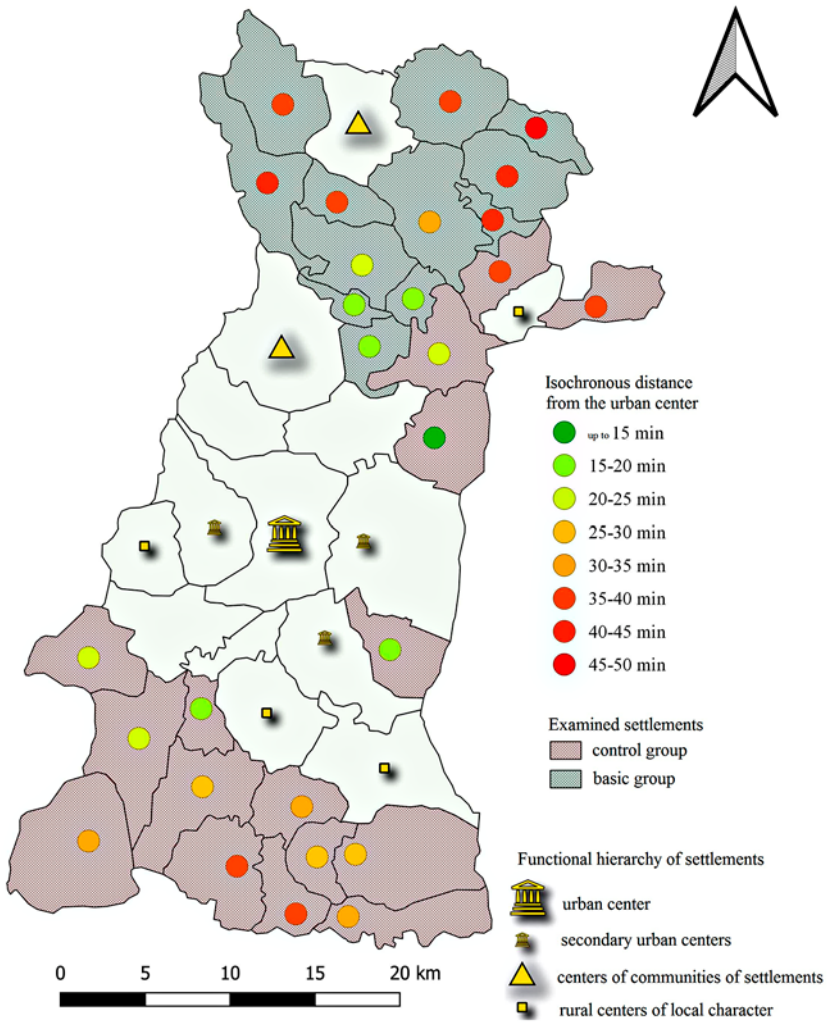 Isochronous distance
from the urban center
up to 15 min
15-20 min
20-25 min
25-30 min
30-35 min
35-40 min
40-45 min
45-50 min
Examined settlements
control group
basic group
Functional hierarchy of settlements
urban center
secondary urban centers
centers of communities of settlements
rural centers of local character
0 5 10 15 20 km